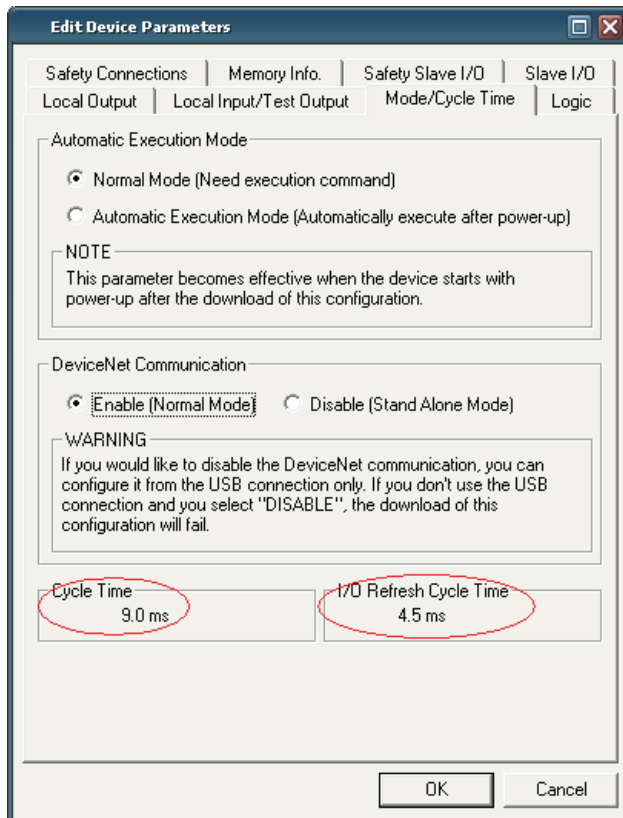 Edit Device Parameters
Safety Connections
Memory Info.
Safety Slave I/O
Slave I/O
Local Output
Local Input/Test Output
Mode/Cycle Time
Logic
Automatic Execution Mode
Normal Mode (Need execution command)
Automatic Execution Mode (Automatically execute after power-up)
NOTE
This parameter becomes effective when the device starts with
power-up after the download of this configuration.
DeviceNet Communication
Enable (Normal Mode)
Disable (Stand Alone Mode)
WARNING
If you would like to disable the DeviceNet communication, you can
configure it from the USB connection only. If you don't use the USB
connection and you select "DISABLE", the download of this
configuration will fail.
Cycle Time
9.0 ms
I/O Refresh Cycle Time
4.5 ms
OK
Cancel